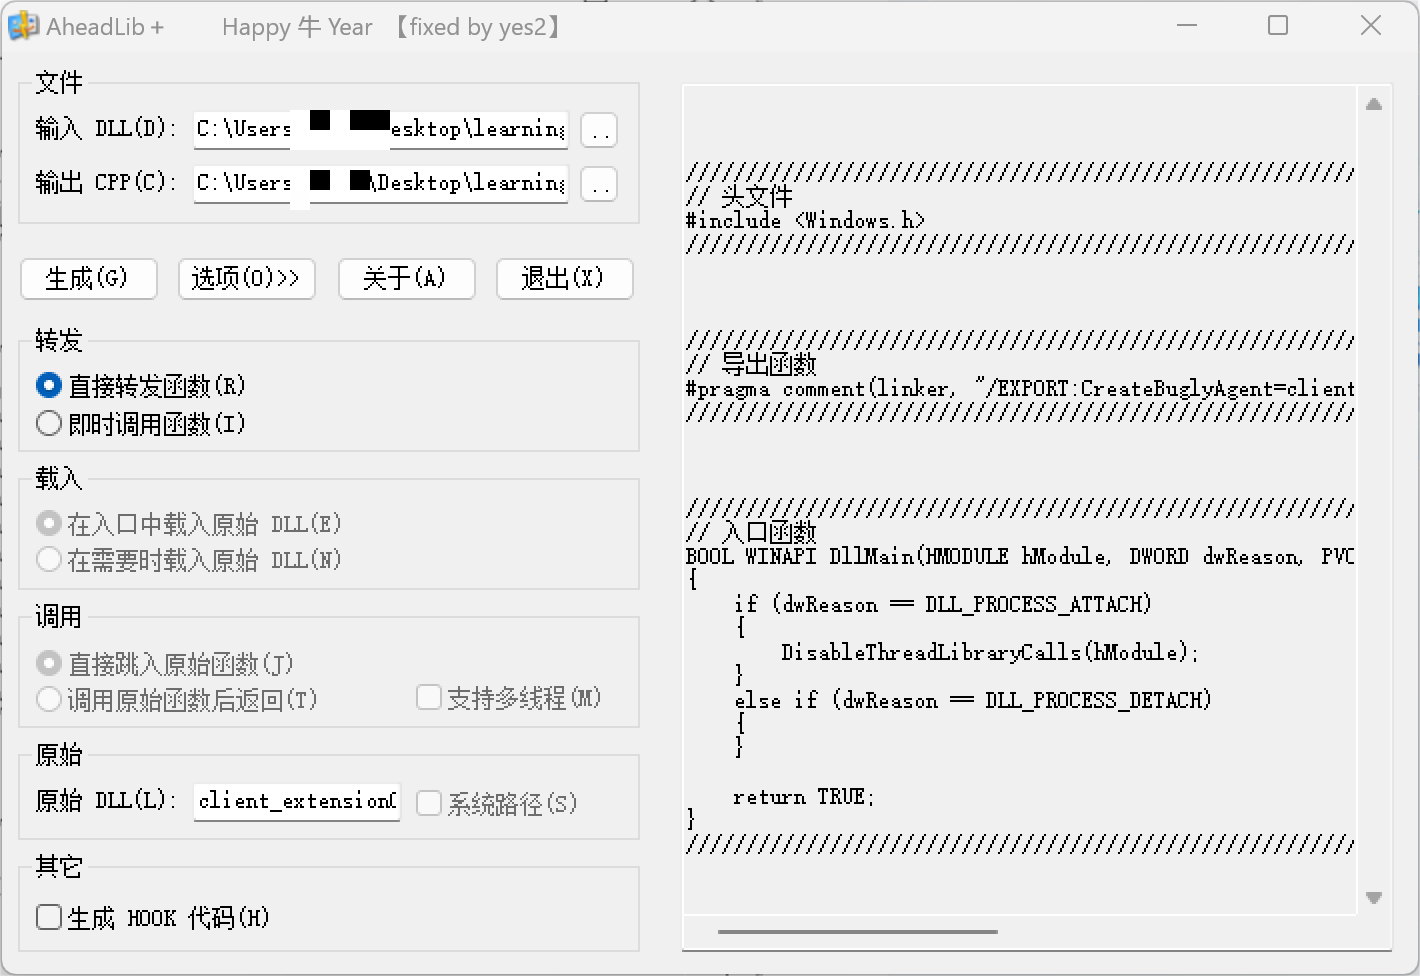 AheadLib + Happy 牛 Year 【fixed by yes2】
文件
输入 DLL(D): C:\Users esktop\learning ..
输出 CPP(C): C:\Users \Desktop\learning ..
生成(G) 选项(O)>> 关于(A) 退出(X)
转发
直接转发函数(R)
即时调用函数(I)
载入
在入口中载入原始 DLL(E)
在需要时载入原始 DLL(N)
调用
直接跳入原始函数(J)
调用原始函数后返回(T) 支持多线程(M)
原始
原始 DLL(L): client_extension 系统路径(S)
其它
生成 HOOK 代码(H)
////////////////////////////////////////////////////////
// 头文件
#include <Windows.h>
////////////////////////////////////////////////////////
////////////////////////////////////////////////////////
// 导出函数
#pragma comment(linker, "/EXPORT:CreateBuglyAgent=client
////////////////////////////////////////////////////////
////////////////////////////////////////////////////////
// 入口函数
BOOL WINAPI DllMain(HMODULE hModule, DWORD dwReason, PVO
{
if (dwReason == DLL_PROCESS_ATTACH)
{
DisableThreadLibraryCalls(hModule);
}
else if (dwReason == DLL_PROCESS_DETACH)
{
}
return TRUE;
}
////////////////////////////////////////////////////////